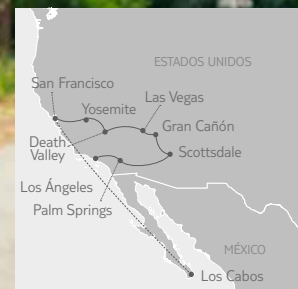 ESTADOS UNIDOS
San Francisco
Las Vegas
Yosemite
Gran Cañón
Death
Valley
Scottsdale
Los Ángeles
Palm Springs
MÉXICO
Los Cabos